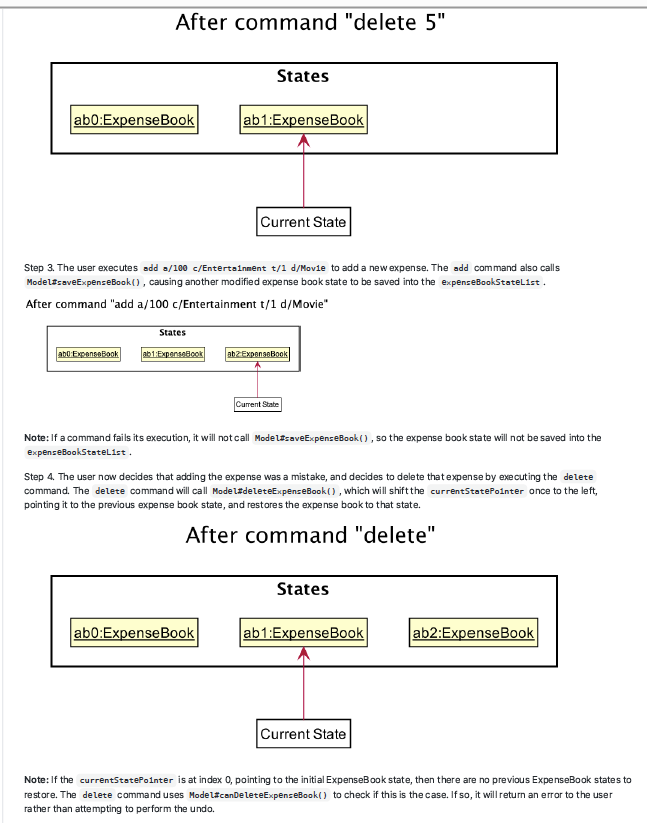 After command "delete 5"
States
ab0:ExpenseBook ab1:ExpenseBook
Current State
Step 3. The user executes add a/100 c/Entertainment t/1 d/Movie to add a new expense. The add command also calls
Model#saveExpenseBook() , causing another modified expense book state to be saved into the expenseBookStateList .
After command "add a/100 c/Entertainment t/1 d/Movie"
States
ab0:ExpenseBook ab1:ExpenseBook ab2:ExpenseBook
Current State
Note: If a command fails its execution, it will not call Model#saveExpenseBook() , so the expense book state will not be saved into the
expenseBookStateList .
Step 4. The user now decides that adding the expense was a mistake, and decides to delete that expense by executing the delete
command. The delete command will call Model#deleteExpenseBook() , which will shift the currentStatePointer once to the left,
pointing it to the previous expense book state, and restores the expense book to that state.
After command "delete"
States
ab0:ExpenseBook ab1:ExpenseBook ab2:ExpenseBook
Current State
Note: If the currentStatePointer is at index 0, pointing to the initial ExpenseBook state, then there are no previous ExpenseBook states to
restore. The delete command uses Model#canDeleteExpenseBook() to check if this is the case. If so, it will return an error to the user
rather than attempting to perform the undo.